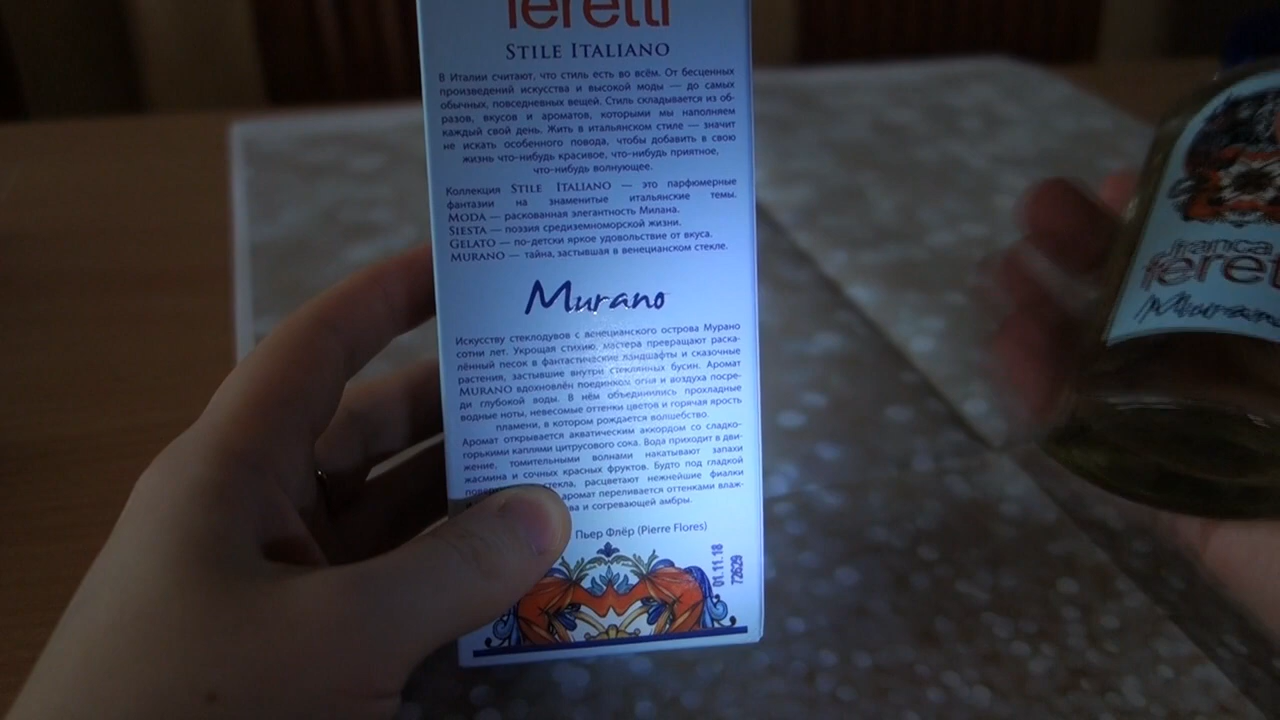 feretti
STILE ITALIANO
В Италии считают, что стиль есть во всём. От бесценных
произведений искусства и высокой моды — до самых
обычных, повседневных вещей. Стиль складывается из об-
разов, вкусов и ароматов, которыми мы наполняем
каждый свой день. Жить в итальянском стиле — значит
не искать особенного повода, чтобы добавить в свою
жизнь что-нибудь красивое, что-нибудь приятное,
что-нибудь волнующее.
Коллекция STILE ITALIANO — это парфюмерные
фантазии на знаменитые итальянские темы.
MODA — раскованная элегантность Милана.
SIESTA — поэзия средиземноморской жизни.
GELATO — по-детски яркое удовольствие от вкуса.
MURANO — тайна, застывшая в венецианском стекле.
Murano
Искусству стеклодувов с венецианского острова Мурано
сотни лет. Укрощая стихию, мастера превращают раска-
лённый песок в фантастические ландшафты и сказочные
растения, застывшие внутри стеклянных бусин. Аромат
MURANO вдохновлён поединком огня и воздуха посре-
ди глубокой воды. В нём объединились прохладные
водные ноты, невесомые оттенки цветов и горячая ярость
пламени, в котором рождается волшебство.
Аромат открывается акватическим аккордом со сладко-
горькими каплями цитрусового сока. Вода приходит в дви-
жение, томительными волнами накатывают запахи
жасмина и сочных красных фруктов. Будто под гладкой
стекла, расцветают нежнейшие фиалки
аромат переливается оттенками влаж-
и согревающей амбры.
Пьер Флёр (Pierre Flores)
01.11.18
72629
franca
feret
Murano